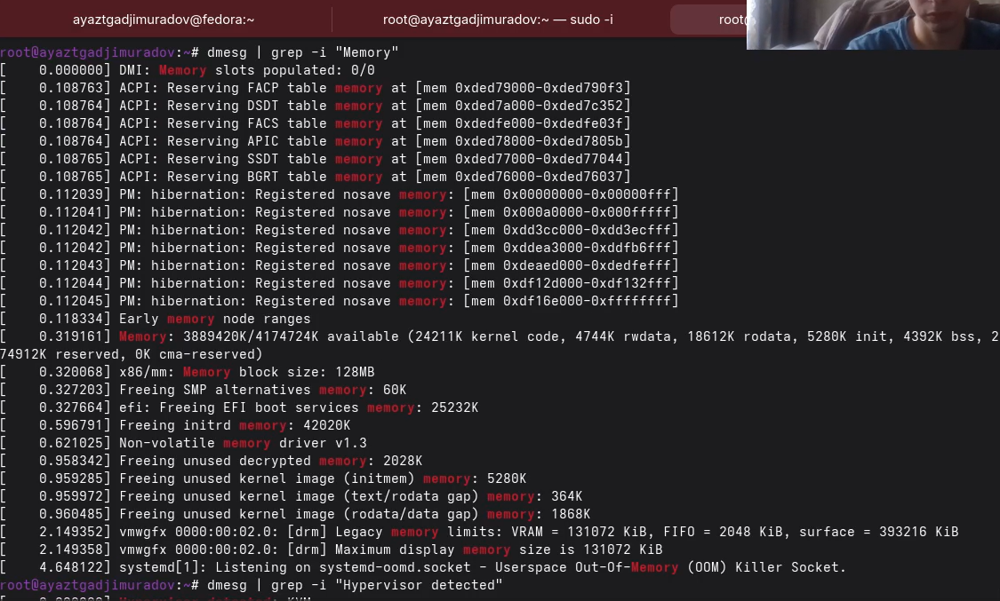 ayaztgadjimuradov@fedora:~
root@ayaztgadjimuradov:~ — sudo -i
root@
root@ayaztgadjimuradov:~# dmesg | grep -i "Memory"
[    0.000000] DMI: Memory slots populated: 0/0
[    0.108763] ACPI: Reserving FACP table memory at [mem 0xded79000-0xded790f3]
[    0.108764] ACPI: Reserving DSDT table memory at [mem 0xded7a000-0xded7c352]
[    0.108764] ACPI: Reserving FACS table memory at [mem 0xdedfe000-0xdedfe03f]
[    0.108764] ACPI: Reserving APIC table memory at [mem 0xded78000-0xded7805b]
[    0.108765] ACPI: Reserving SSDT table memory at [mem 0xded77000-0xded77044]
[    0.108765] ACPI: Reserving BGRT table memory at [mem 0xded76000-0xded76037]
[    0.112039] PM: hibernation: Registered nosave memory: [mem 0x00000000-0x00000fff]
[    0.112041] PM: hibernation: Registered nosave memory: [mem 0x000a0000-0x000fffff]
[    0.112042] PM: hibernation: Registered nosave memory: [mem 0xdd3cc000-0xdd3ecfff]
[    0.112042] PM: hibernation: Registered nosave memory: [mem 0xddea3000-0xddfb6fff]
[    0.112043] PM: hibernation: Registered nosave memory: [mem 0xdeaed000-0xdedfefff]
[    0.112044] PM: hibernation: Registered nosave memory: [mem 0xdf12d000-0xdf132fff]
[    0.112045] PM: hibernation: Registered nosave memory: [mem 0xdf16e000-0xffffffff]
[    0.118334] Early memory node ranges
[    0.319161] Memory: 3889420K/4174724K available (24211K kernel code, 4744K rwdata, 18612K rodata, 5280K init, 4392K bss, 2
74912K reserved, 0K cma-reserved)
[    0.320068] x86/mm: Memory block size: 128MB
[    0.327203] Freeing SMP alternatives memory: 60K
[    0.327664] efi: Freeing EFI boot services memory: 25232K
[    0.596791] Freeing initrd memory: 42020K
[    0.621025] Non-volatile memory driver v1.3
[    0.958342] Freeing unused decrypted memory: 2028K
[    0.959285] Freeing unused kernel image (initmem) memory: 5280K
[    0.959972] Freeing unused kernel image (text/rodata gap) memory: 364K
[    0.960485] Freeing unused kernel image (rodata/data gap) memory: 1868K
[    2.149352] vmwgfx 0000:00:02.0: [drm] Legacy memory limits: VRAM = 131072 KiB, FIFO = 2048 KiB, surface = 393216 KiB
[    2.149358] vmwgfx 0000:00:02.0: [drm] Maximum display memory size is 131072 KiB
[    4.648122] systemd[1]: Listening on systemd-oomd.socket - Userspace Out-Of-Memory (OOM) Killer Socket.
root@ayaztgadjimuradov:~# dmesg | grep -i "Hypervisor detected"